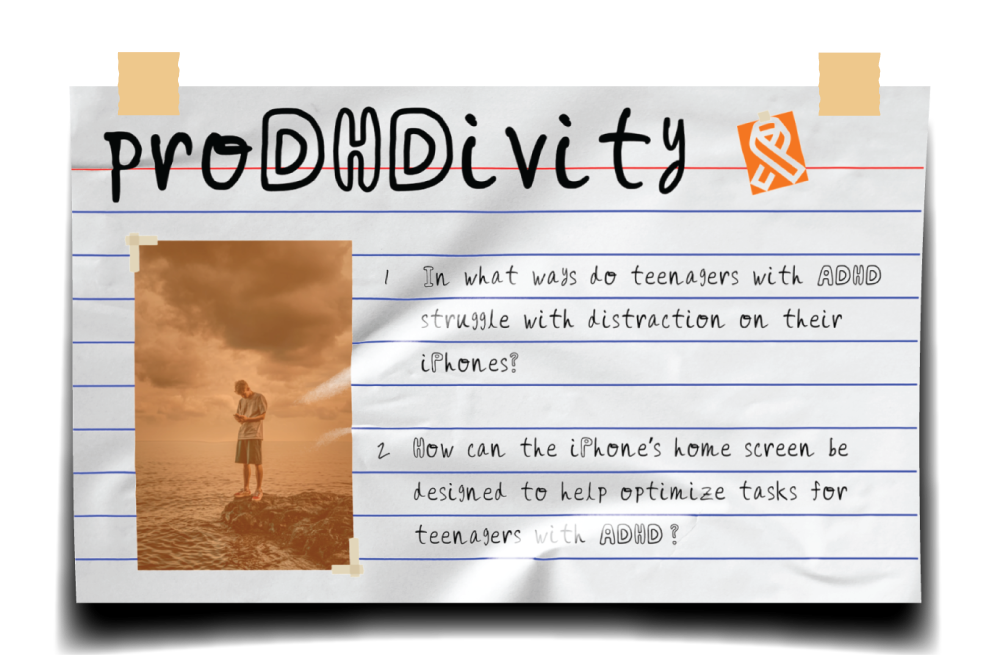 proDHDivity
1 In what ways do teenagers with ADHD
struggle with distraction on their
iPhones?
2 How can the iPhone's home screen be
designed to help optimize tasks for
teenagers with ADHD?